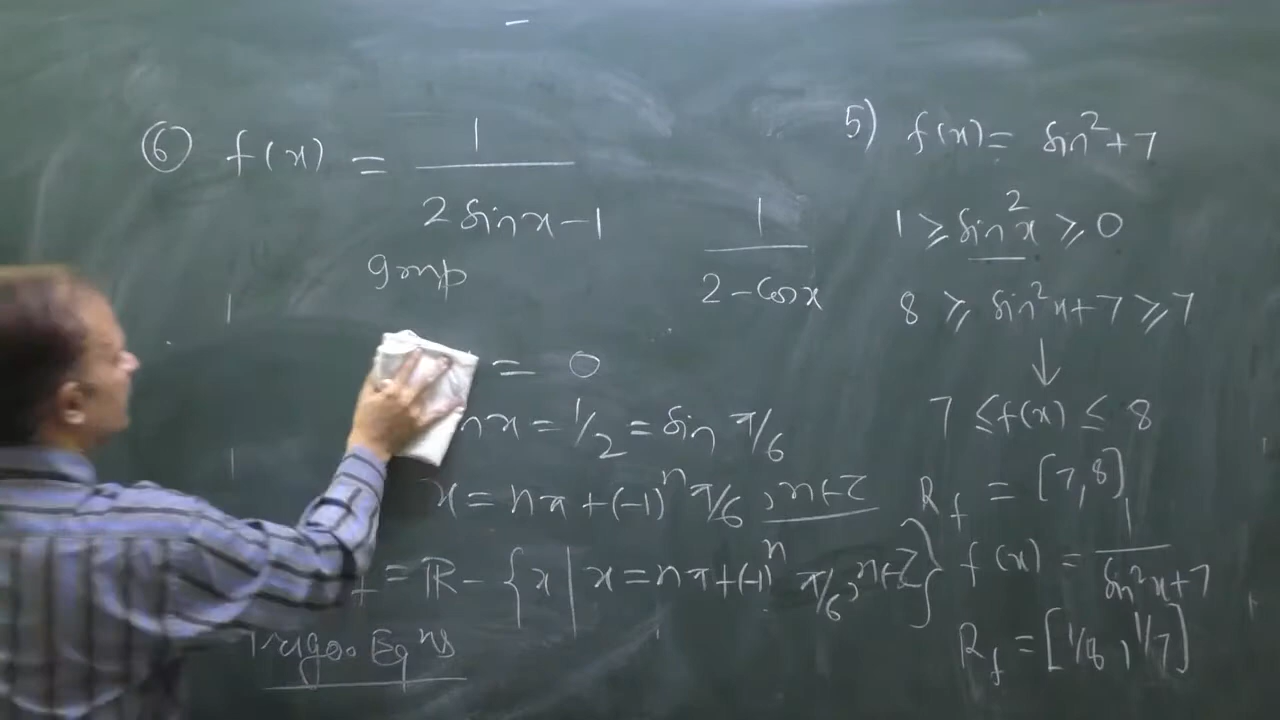 ⑥ f(x) = 1 / 2 sin x - 1
gmp
= 0
x = 1/2 = sin π/6
x = nπ + (-1)^n π/6, n ∈ Z
= R - { x | x = nπ + (-1)^n π/6, n ∈ Z }
Trigo. Eqns
1 / 2 - cos x
5) f(x) = sin² + 7
1 ≥ sin²x ≥ 0
8 ≥ sin²x + 7 ≥ 7
↓
7 ≤ f(x) ≤ 8
R_f = [7, 8]
f(x) = 1 / sin²x + 7
R_f = [1/8, 1/7]